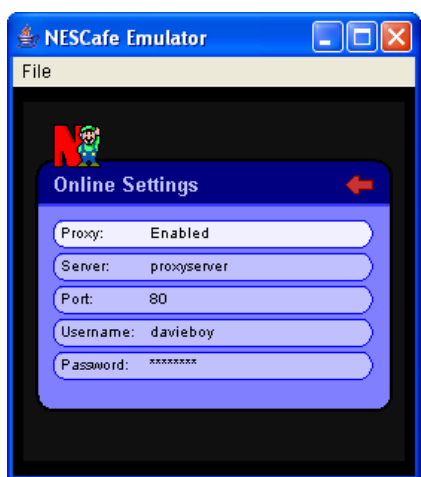 NESCafe Emulator
File
N
Online Settings
Proxy: Enabled
Server: proxyserver
Port: 80
Username: davieboy
Password: ********